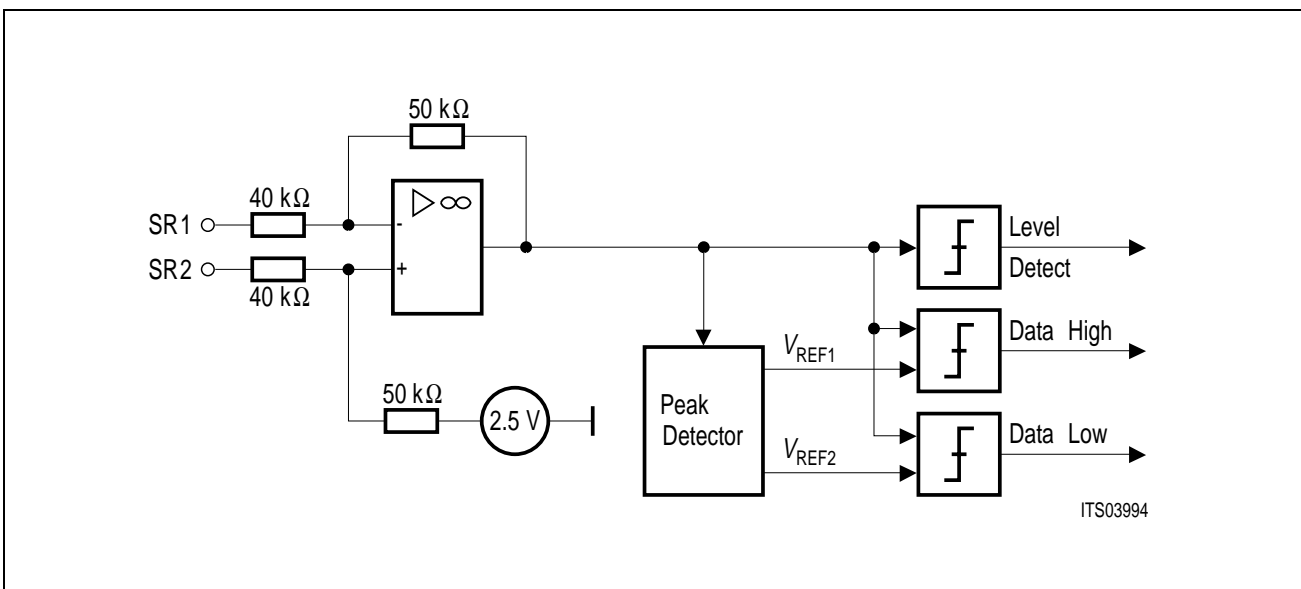 50 kΩ
40 kΩ
SR1
-
∞
SR2
+
40 kΩ
50 kΩ
2.5 V
Peak
Detector
VREF1
VREF2
Level
Detect
Data High
Data Low
ITS03994